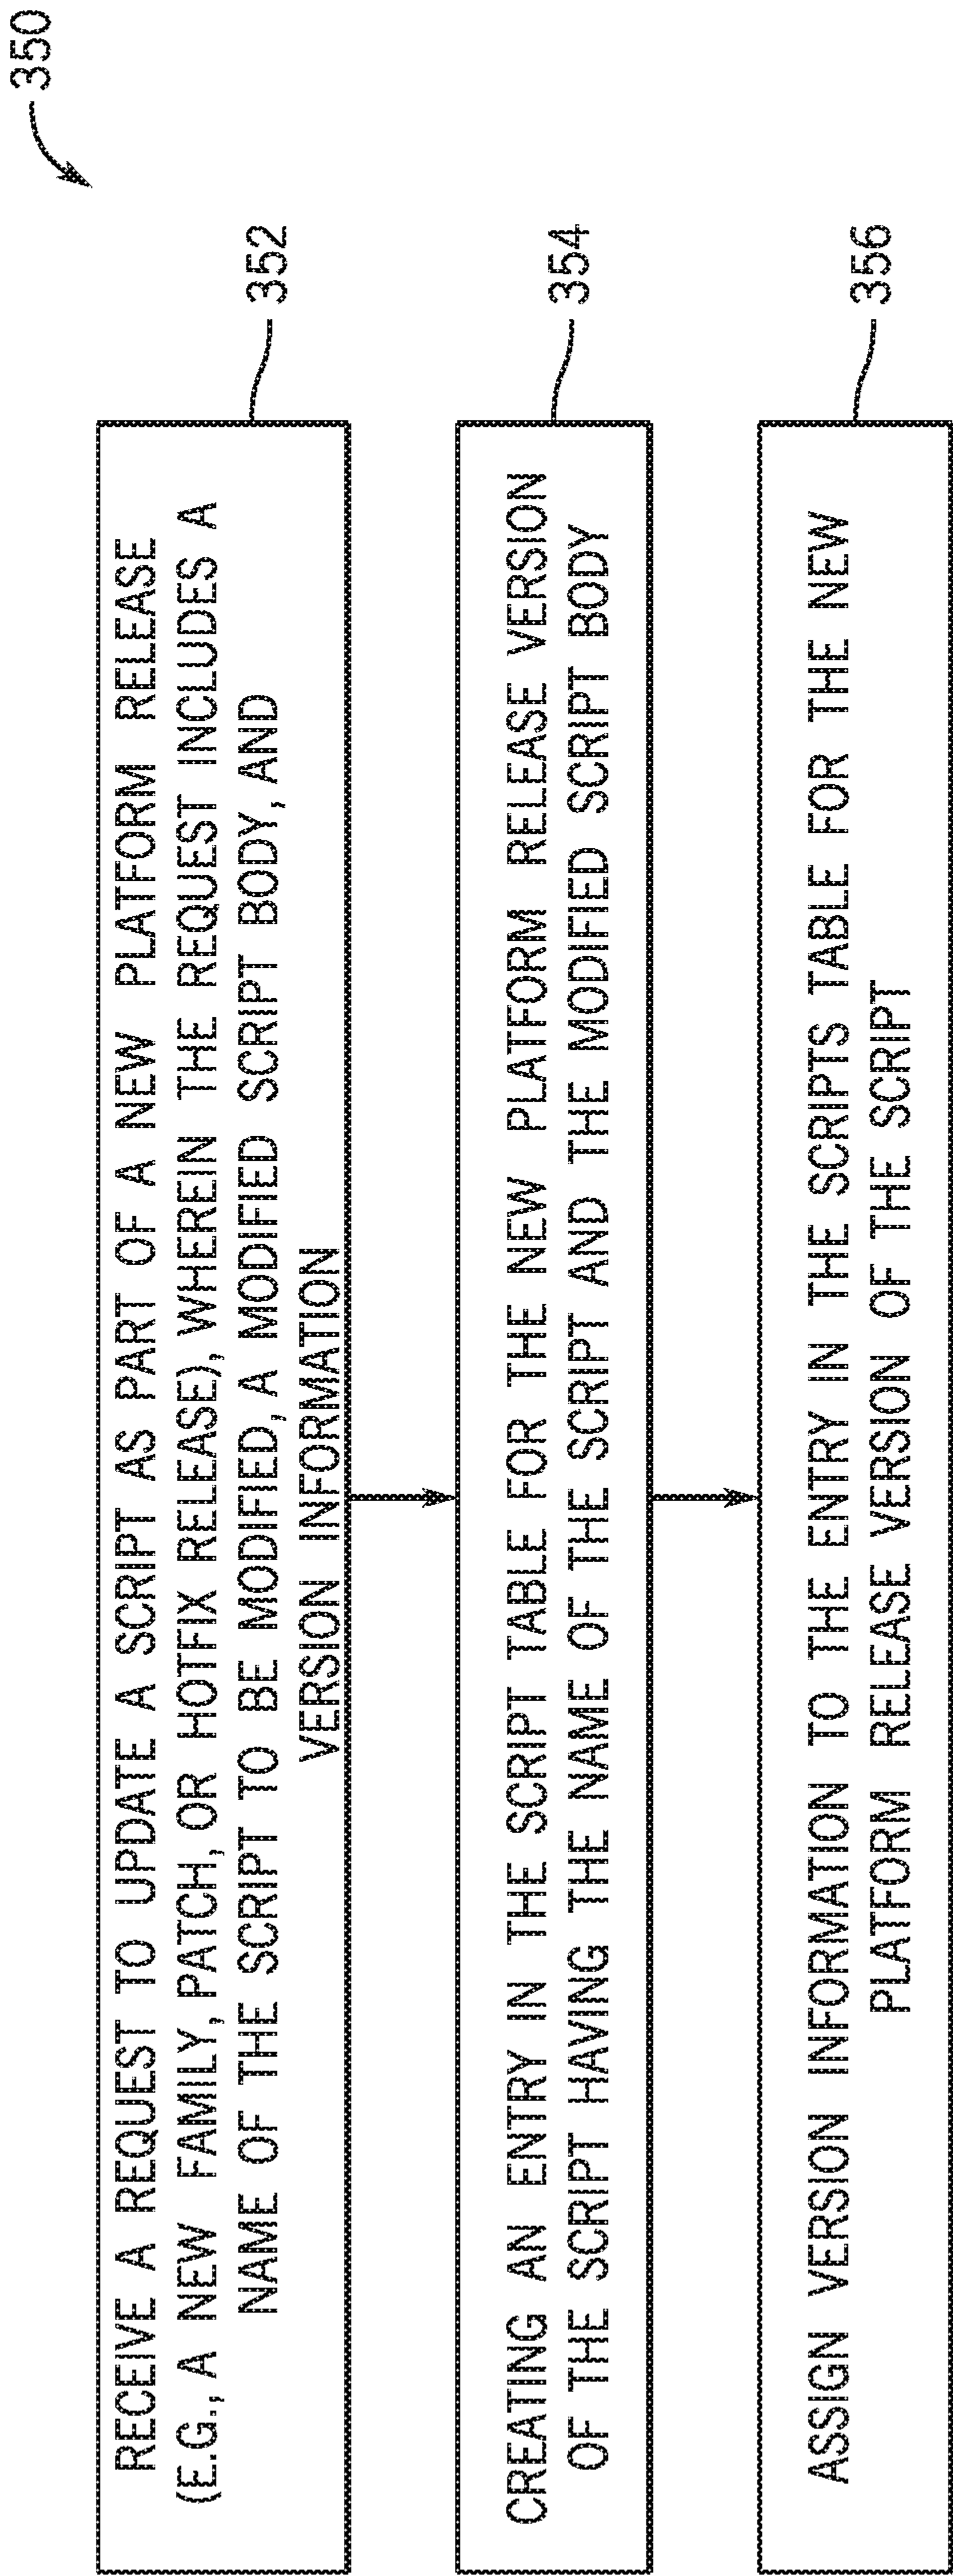 350
RECEIVE A REQUEST TO UPDATE A SCRIPT AS PART OF A NEW PLATFORM RELEASE
(E.G., A NEW FAMILY, PATCH, OR HOTFIX RELEASE), WHEREIN THE REQUEST INCLUDES A
NAME OF THE SCRIPT TO BE MODIFIED, A MODIFIED SCRIPT BODY, AND
VERSION INFORMATION
352
CREATING AN ENTRY IN THE SCRIPT TABLE FOR THE NEW PLATFORM RELEASE VERSION
OF THE SCRIPT HAVING THE NAME OF THE SCRIPT AND THE MODIFIED SCRIPT BODY
354
ASSIGN VERSION INFORMATION TO THE ENTRY IN THE SCRIPTS TABLE FOR THE NEW
PLATFORM RELEASE VERSION OF THE SCRIPT
356